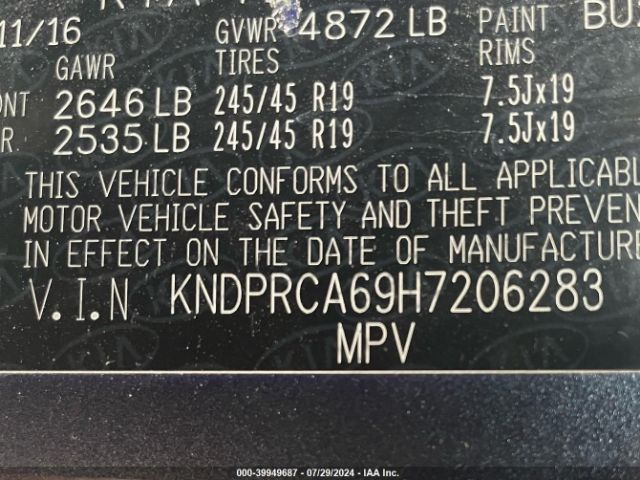 11/16 GVWR 4872 LB PAINT BU
GAWR TIRES RIMS
NT 2646 LB 245/45 R19 7.5Jx19
R 2535 LB 245/45 R19 7.5Jx19
THIS VEHICLE CONFORMS TO ALL APPLICABL
MOTOR VEHICLE SAFETY AND THEFT PREVEN
IN EFFECT ON THE DATE OF MANUFACTURE
V.I.N KNDPRCA69H7206283
MPV
000-39949687 - 07/29/2024 - IAA Inc.